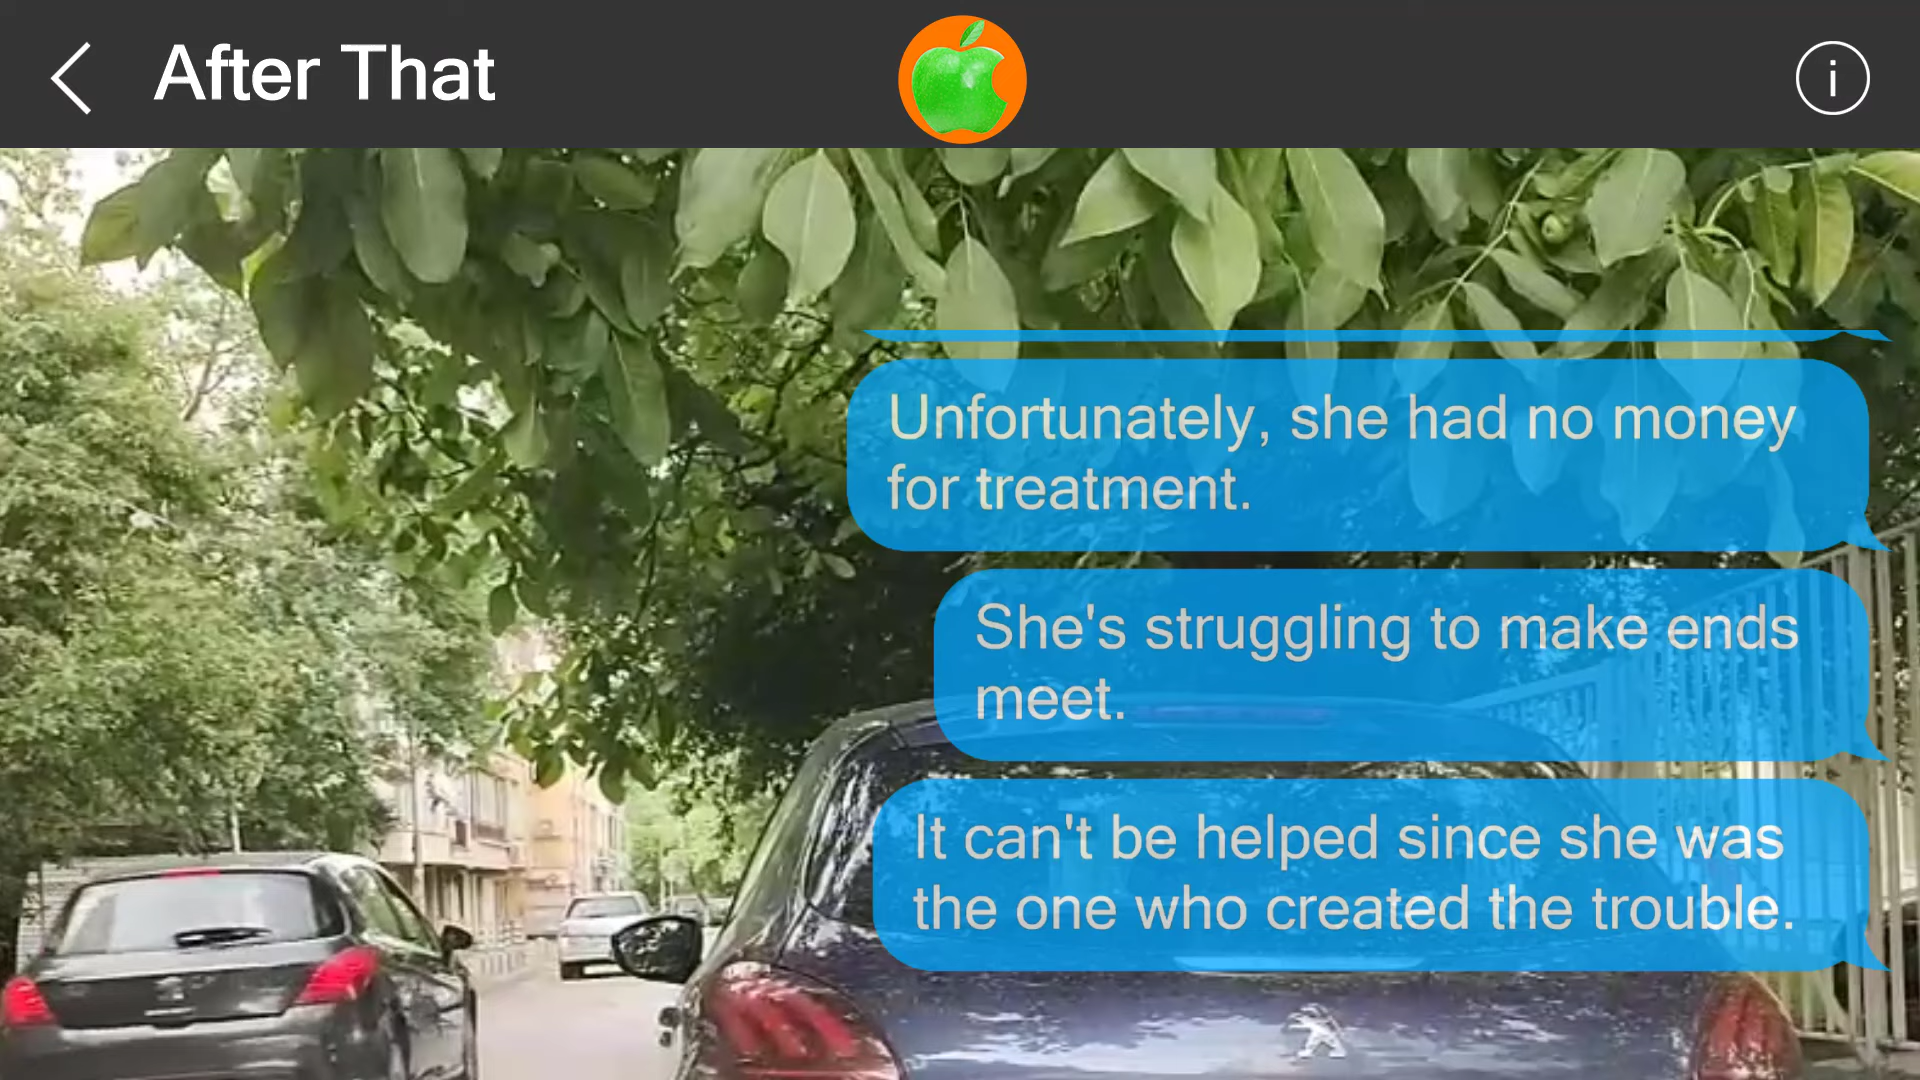 After That
i
Unfortunately, she had no money
for treatment.
She's struggling to make ends
meet.
It can't be helped since she was
the one who created the trouble.